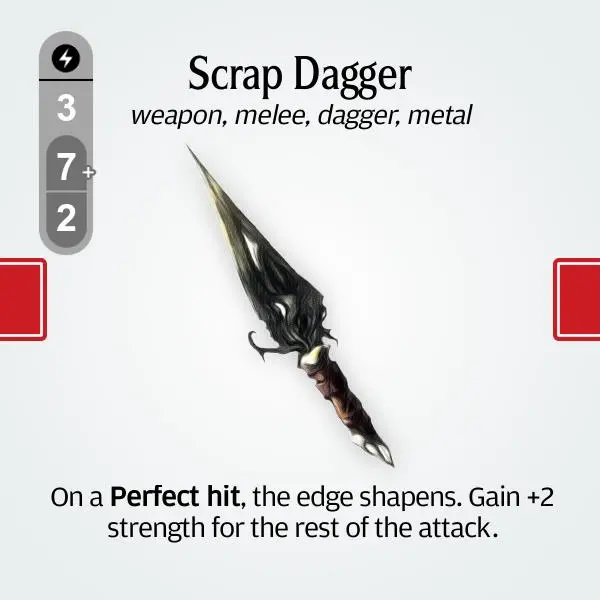 Scrap Dagger
weapon, melee, dagger, metal
3
7+
2
On a Perfect hit, the edge shapens. Gain +2
strength for the rest of the attack.